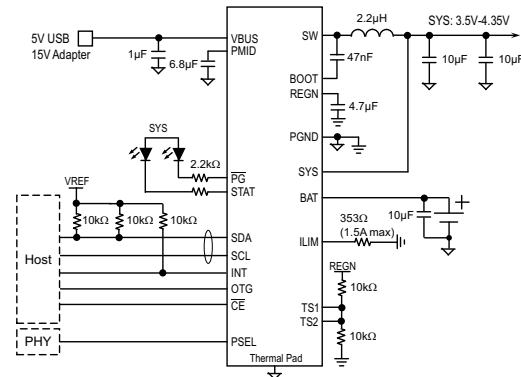 5V USB
15V Adapter
VBUS
PMID
1µF
6.8µF
SW
2.2µH
SYS: 3.5V-4.35V
47nF
10µF
10µ
BOOT
REGN
4.7µF
PGND
SYS
SYS
2.2kΩ
PG
STAT
VREF
BAT
10kΩ
10kΩ
10kΩ
353Ω
(1.5A max)
10µF
SDA
ILIM
Host
SCL
INT
REGN
10kΩ
OTG
CE
TS1
TS2
10kΩ
PHY
PSEL
Thermal Pad